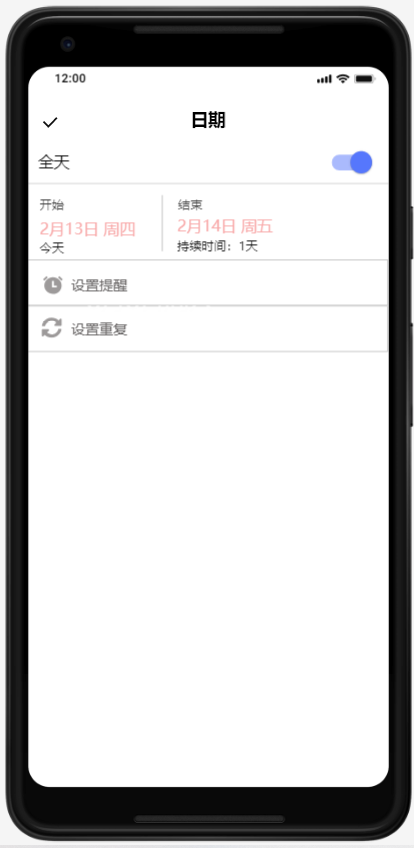 12:00
日期
全天
开始
2月13日 周四
今天
结束
2月14日 周五
持续时间：1天
设置提醒
设置重复